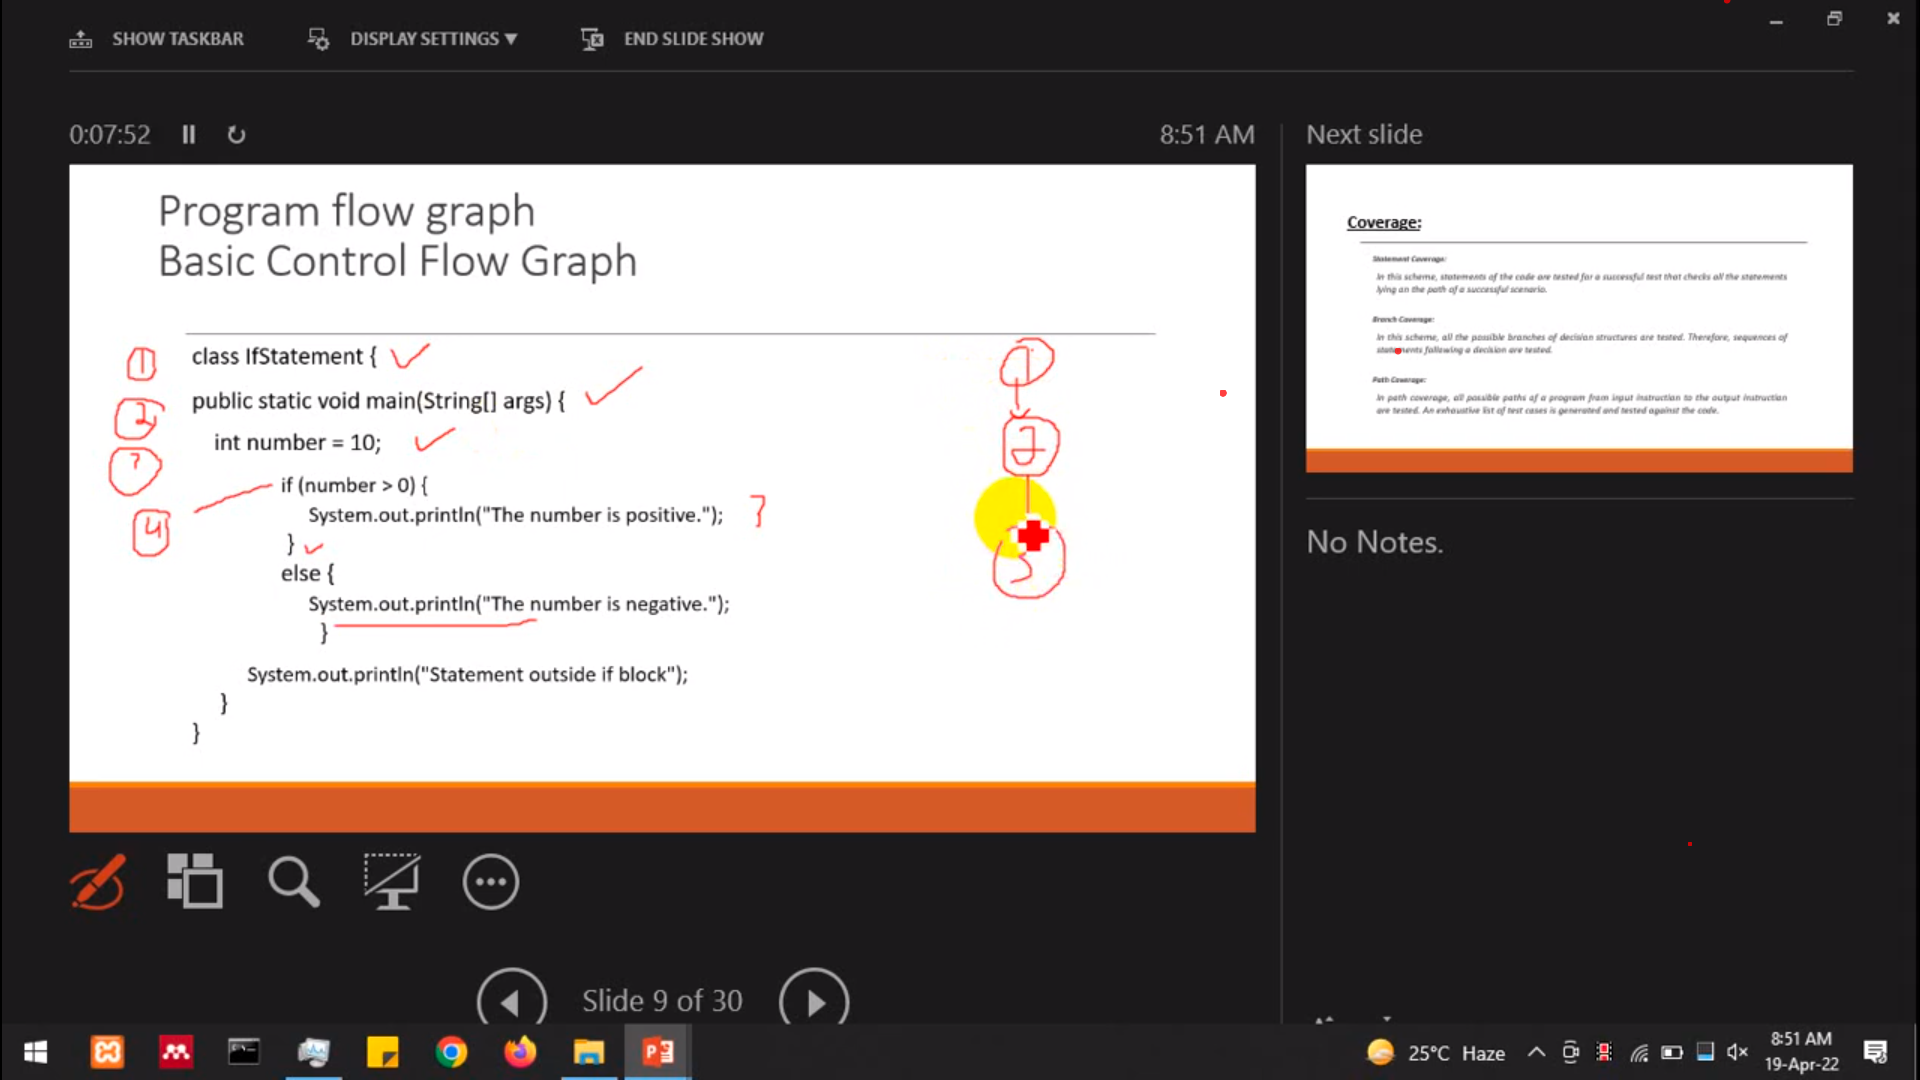 SHOW TASKBAR
DISPLAY SETTINGS ▼
END SLIDE SHOW
0:07:52
8:51 AM
Next slide
Program flow graph
Basic Control Flow Graph
1 class IfStatement {
2 public static void main(String[] args) {
int number = 10;
if (number > 0) {
System.out.println("The number is positive.");
4
}
else {
System.out.println("The number is negative.");
}
System.out.println("Statement outside if block");
}
}
1
2
3
Coverage:
Statement Coverage:
In this scheme, statements of the code are tested for a successful test that checks all the statements
lying on the path of a successful scenario.
Branch Coverage:
In this scheme, all the possible branches of decision structures are tested. Therefore, sequences of
statements following a decision are tested.
Path Coverage:
In path coverage, all possible paths of a program from input instruction to the output instruction
are tested. An exhaustive list of test cases is generated and tested against the code.
No Notes.
Slide 9 of 30
25°C Haze
8:51 AM
19-Apr-22